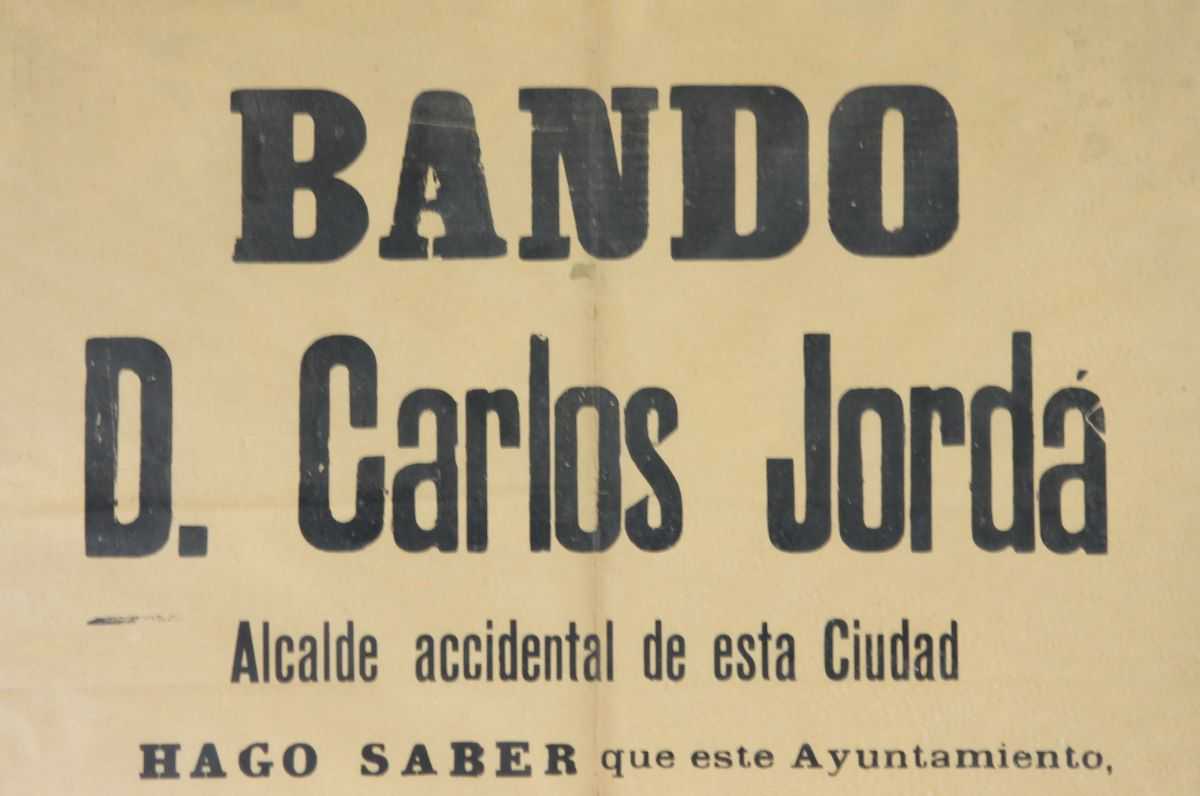 BANDO
D. Carlos Jordá
Alcalde accidental de esta Ciudad
HAGO SABER que este Ayuntamiento,